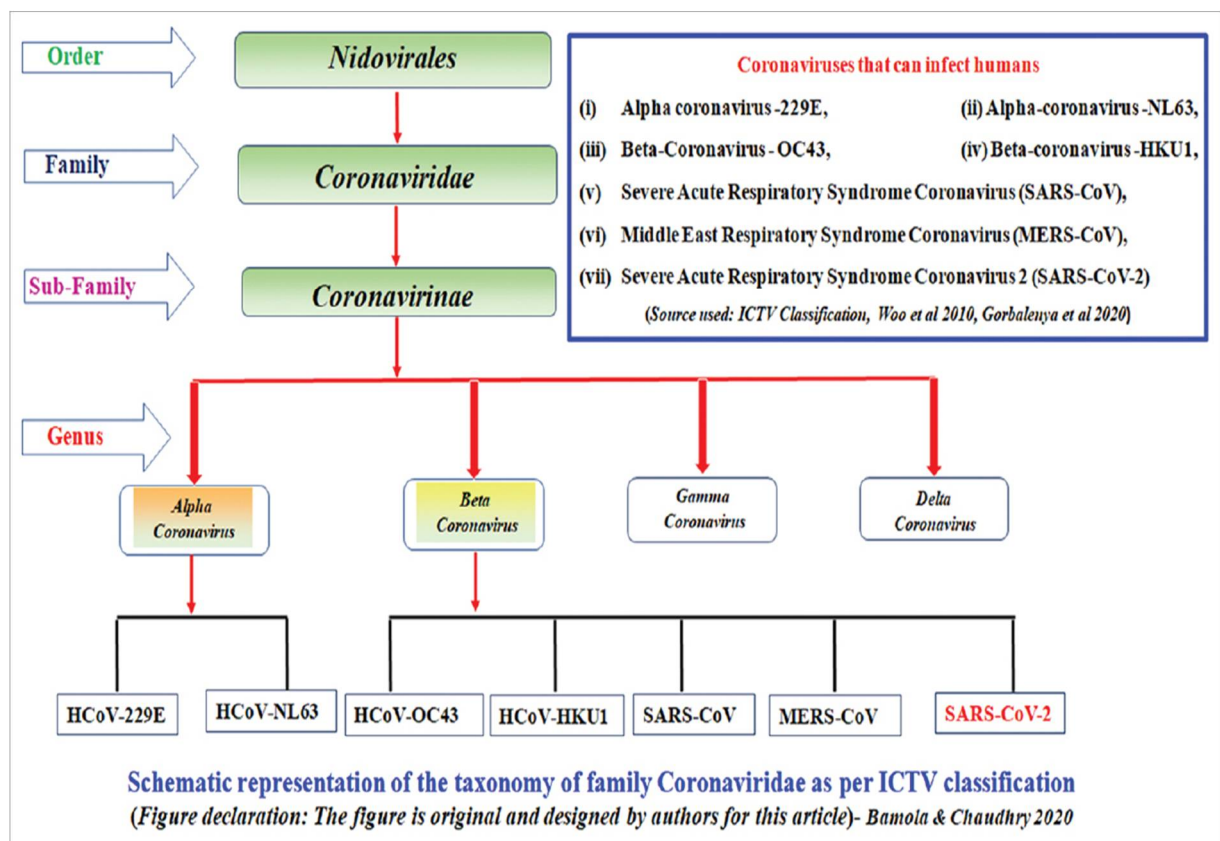 Order
Nidovirales
Family
Coronaviridae
Sub-Family
Coronavirinae
Coronaviruses that can infect humans
(i) Alpha coronavirus -229E, (ii) Alpha-coronavirus -NL63,
(iii) Beta-Coronavirus - OC43, (iv) Beta-coronavirus -HKU1,
(v) Severe Acute Respiratory Syndrome Coronavirus (SARS-CoV),
(vi) Middle East Respiratory Syndrome Coronavirus (MERS-CoV),
(vii) Severe Acute Respiratory Syndrome Coronavirus 2 (SARS-CoV-2)
(Source used: ICTV Classification, Woo et al 2010, Gorbalenya et al 2020)
Genus
Alpha
Coronavirus
Beta
Coronavirus
Gamma
Coronavirus
Delta
Coronavirus
HCoV-229E
HCoV-NL63
HCoV-OC43
HCoV-HKU1
SARS-CoV
MERS-CoV
SARS-CoV-2
Schematic representation of the taxonomy of family Coronaviridae as per ICTV classification
(Figure declaration: The figure is original and designed by authors for this article)- Bamola & Chaudhry 2020